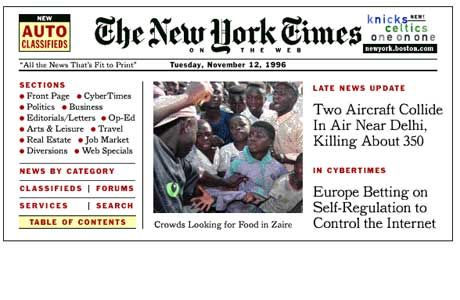 NEW
AUTO
CLASSIFIEDS
The New York Times
ON THE WEB
knicks NEW!
celtics
one on one
newyork.boston.com
"All the News That's Fit to Print"
Tuesday, November 12, 1996
SECTIONS
Front Page CyberTimes
Politics Business
Editorials/Letters Op-Ed
Arts & Leisure Travel
Real Estate Job Market
Diversions Web Specials
NEWS BY CATEGORY
CLASSIFIEDS | FORUMS
SERVICES | SEARCH
TABLE OF CONTENTS
Crowds Looking for Food in Zaire
LATE NEWS UPDATE
Two Aircraft Collide
In Air Near Delhi,
Killing About 350
IN CYBERTIMES
Europe Betting on
Self-Regulation to
Control the Internet